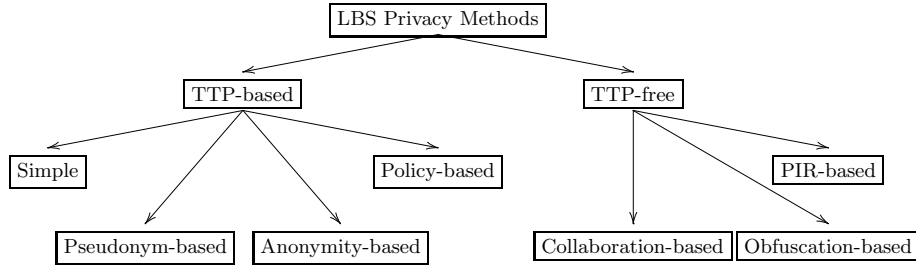 LBS Privacy Methods
TTP-based
TTP-free
Simple
Policy-based
PIR-based
Pseudonym-based
Anonymity-based
Collaboration-based
Obfuscation-based